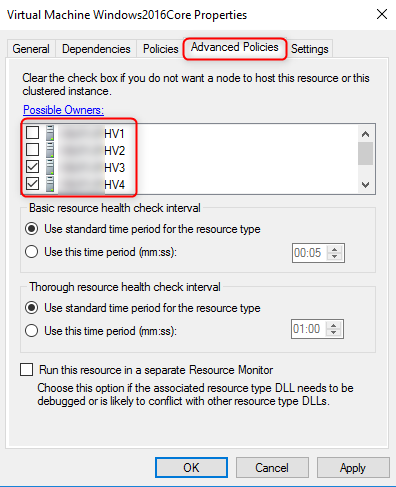 Virtual Machine Windows2016Core Properties
General Dependencies Policies Advanced Policies Settings
Clear the check box if you do not want a node to host this resource or this
clustered instance.
Possible Owners:
HV1
HV2
HV3
HV4
Basic resource health check interval
Use standard time period for the resource type
Use this time period (mm:ss): 00:05
Thorough resource health check interval
Use standard time period for the resource type
Use this time period (mm:ss): 01:00
Run this resource in a separate Resource Monitor
Choose this option if the associated resource type DLL needs to be
debugged or is likely to conflict with other resource type DLLs.
OK Cancel Apply